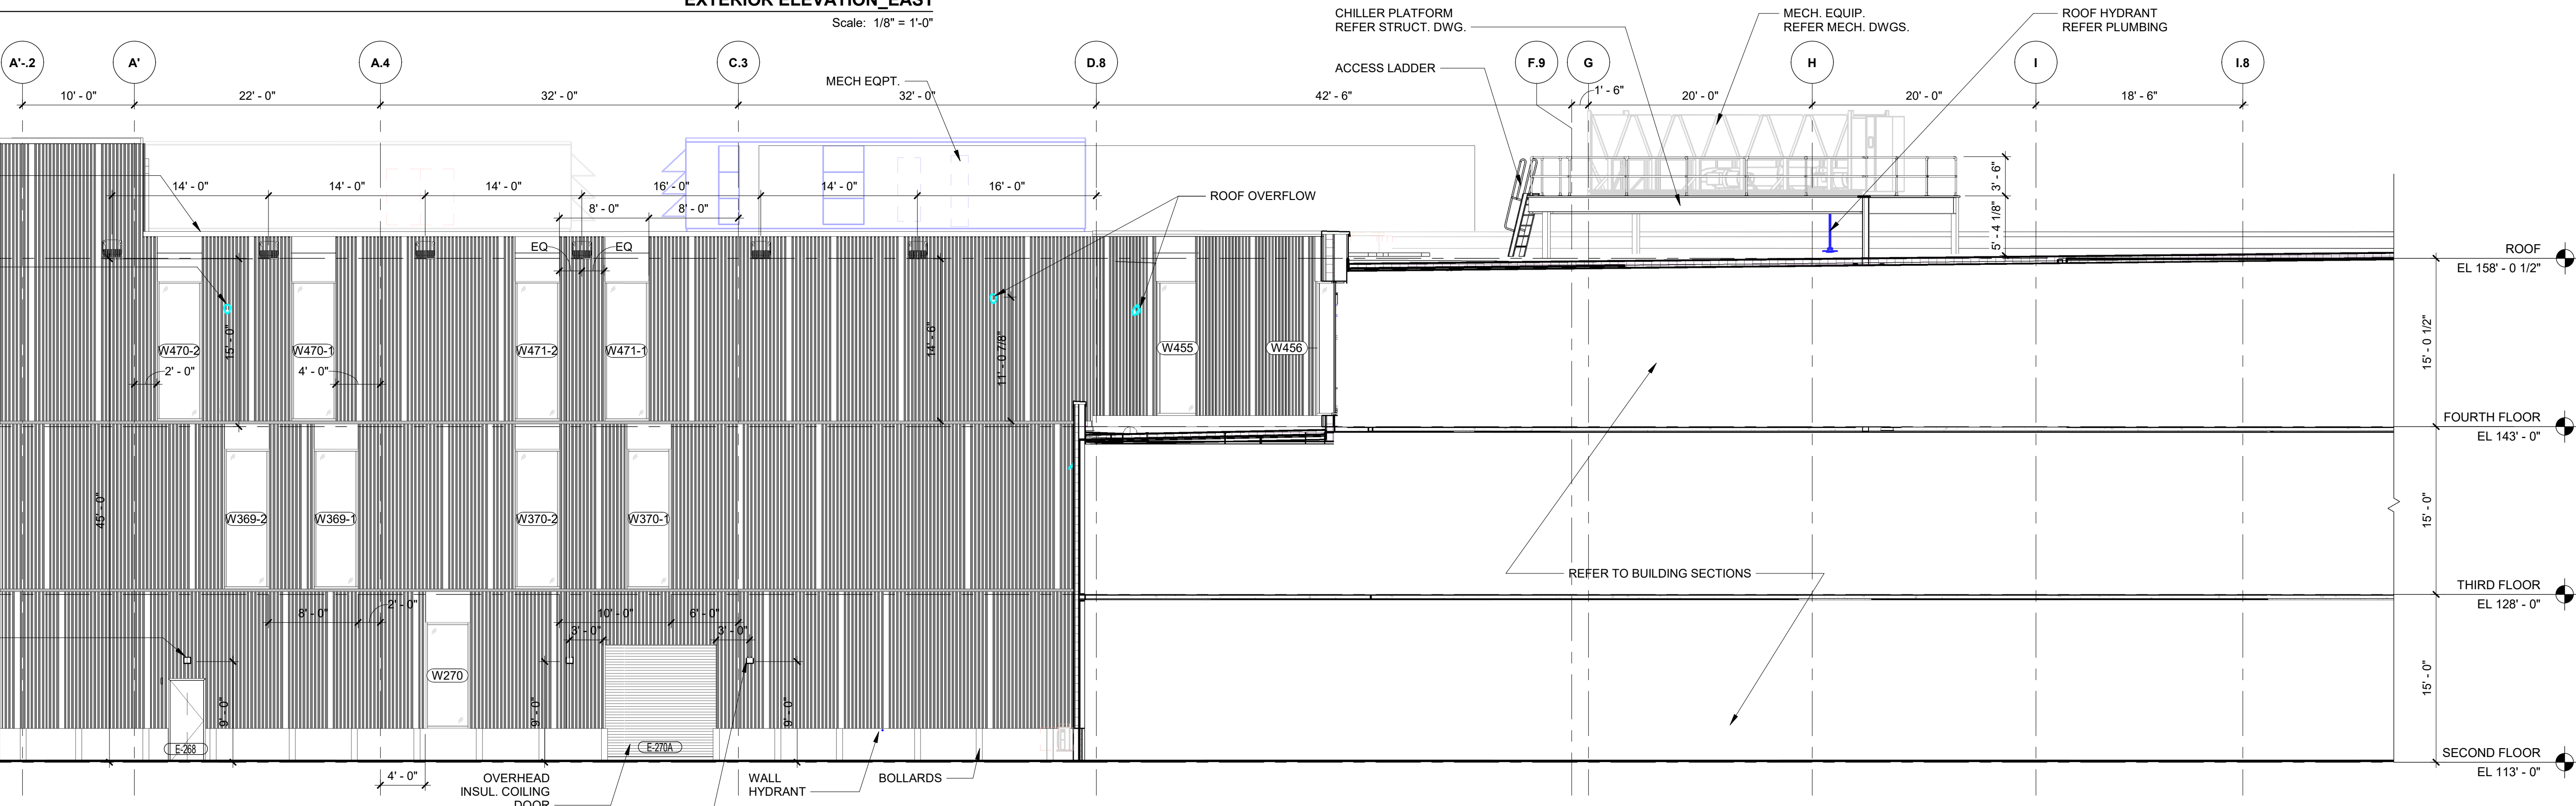 EXTERIOR ELEVATION_EAST
Scale: 1/8" = 1'-0"
CHILLER PLATFORM
REFER STRUCT. DWG.
MECH. EQUIP.
REFER MECH. DWGS.
ROOF HYDRANT
REFER PLUMBING
A'-.2
A'
A.4
C.3
D.8
F.9
G
H
I
I.8
MECH EQPT.
ACCESS LADDER
10' - 0"
22' - 0"
32' - 0"
32' - 0"
42' - 6"
1' - 6"
20' - 0"
20' - 0"
18' - 6"
14' - 0"
14' - 0"
14' - 0"
16' - 0"
14' - 0"
16' - 0"
8' - 0"
8' - 0"
ROOF OVERFLOW
3' - 6"
5' - 4 1/8"
EQ
EQ
ROOF
EL 158' - 0 1/2"
W470-2
W470-1
W471-2
W471-1
W455
W456
15' - 0"
14' - 6"
11' - 0 7/8"
15' - 0 1/2"
2' - 0"
4' - 0"
FOURTH FLOOR
EL 143' - 0"
45' - 0"
W369-2
W369-1
W370-2
W370-1
15' - 0"
REFER TO BUILDING SECTIONS
THIRD FLOOR
EL 128' - 0"
8' - 0"
2' - 0"
10' - 0"
6' - 0"
3' - 0"
3' - 0"
W270
15' - 0"
9' - 0"
9' - 0"
9' - 0"
E-268
E-270A
SECOND FLOOR
EL 113' - 0"
4' - 0"
OVERHEAD
INSUL. COILING
DOOR
WALL
HYDRANT
BOLLARDS